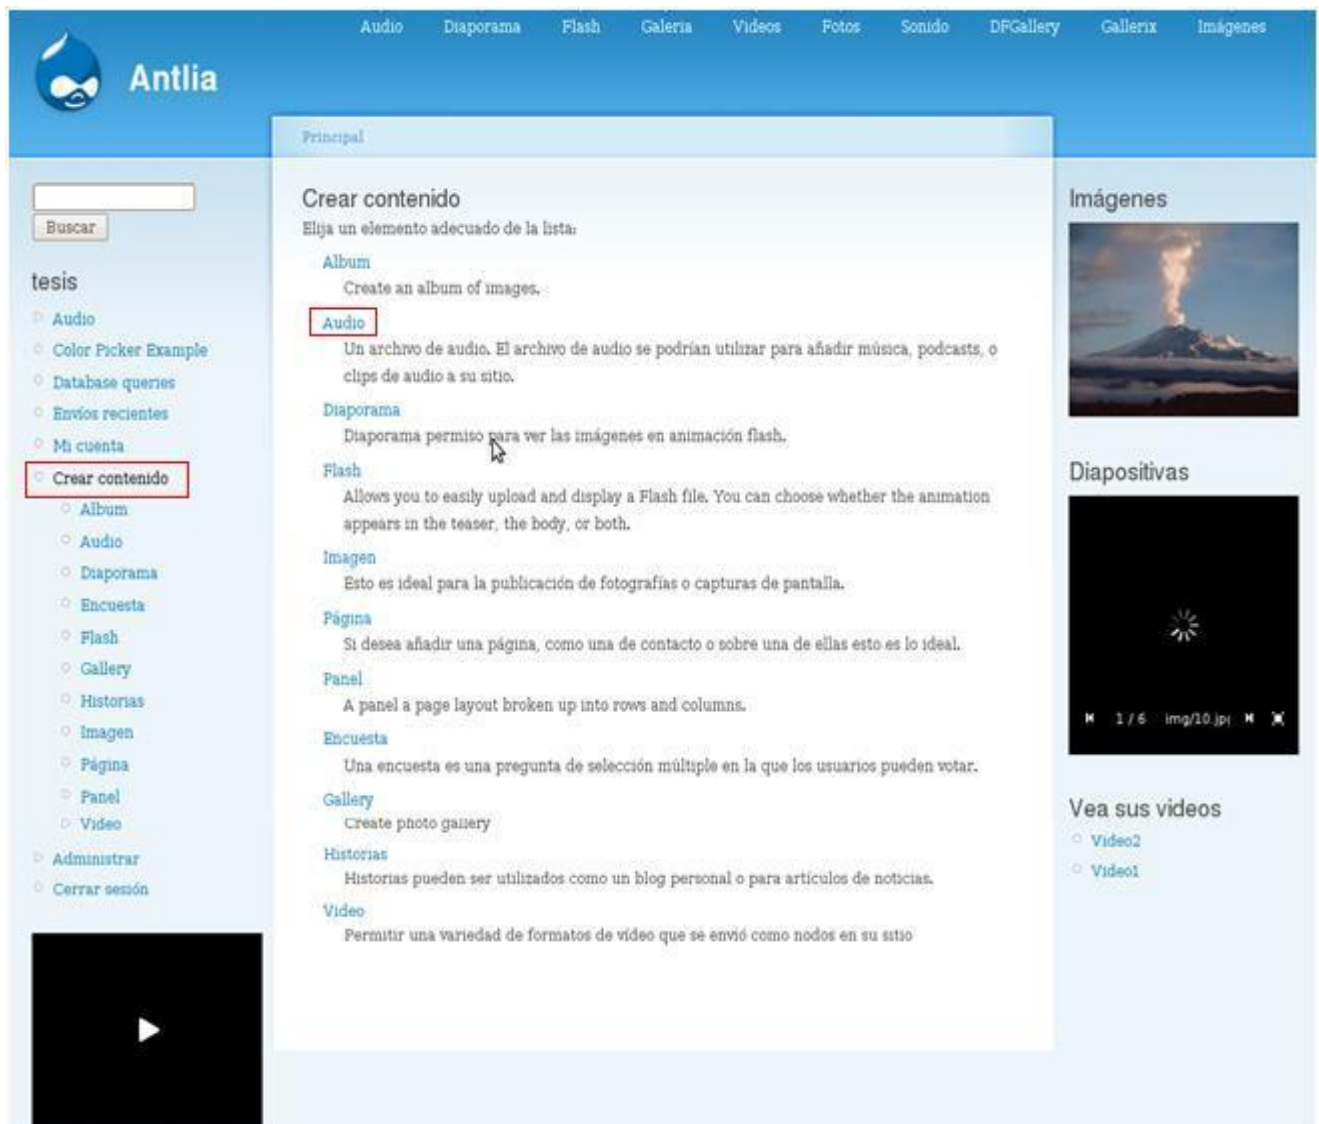 Audio Diaporama Flash Galeria Videos Fotos Sonido DFGallery Gallerix Imágenes
Antlia
Principal
Buscar
tesis
Audio
Color Picker Example
Database queries
Envíos recientes
Mi cuenta
Crear contenido
Album
Audio
Diaporama
Encuesta
Flash
Gallery
Historias
Imagen
Página
Panel
Video
Administrar
Cerrar sesión
Crear contenido
Elija un elemento adecuado de la lista:
Album
Create an album of images.
Audio
Un archivo de audio. El archivo de audio se podrían utilizar para añadir música, podcasts, o
clips de audio a su sitio.
Diaporama
Diaporama permiso para ver las imágenes en animación flash.
Flash
Allows you to easily upload and display a Flash file. You can choose whether the animation
appears in the teaser, the body, or both.
Imagen
Esto es ideal para la publicación de fotografías o capturas de pantalla.
Página
Si desea añadir una página, como una de contacto o sobre una de ellas esto es lo ideal.
Panel
A panel a page layout broken up into rows and columns.
Encuesta
Una encuesta es una pregunta de selección múltiple en la que los usuarios pueden votar.
Gallery
Create photo gallery
Historias
Historias pueden ser utilizados como un blog personal o para artículos de noticias.
Video
Permitir una variedad de formatos de vídeo que se envió como nodos en su sitio
Imágenes
Diapositivas
1 / 6 img/10.jp
Vea sus videos
Video2
Video1